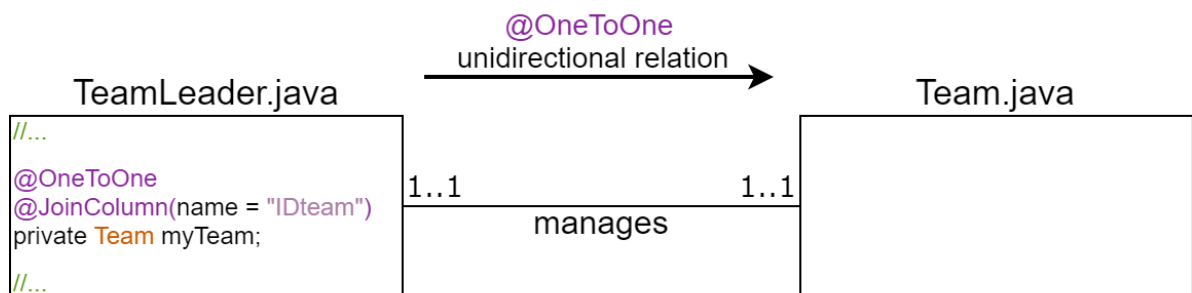 @OneToOne
unidirectional relation
TeamLeader.java
Team.java
//...
@OneToOne
@JoinColumn(name = "IDteam")
private Team myTeam;
//...
1..1
1..1
manages